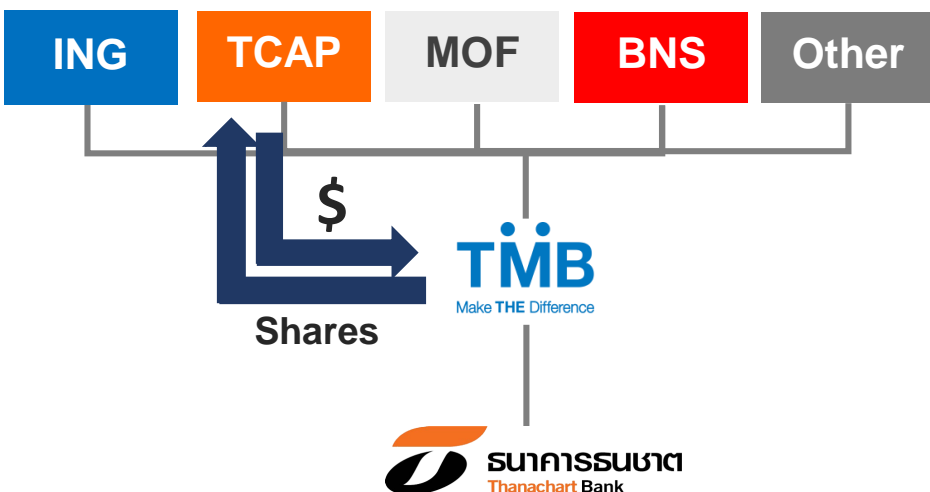 ING
TCAP
MOF
BNS
Other
$
TMB
Make THE Difference
Shares
ธนาคารธนชาต
Thanachart Bank